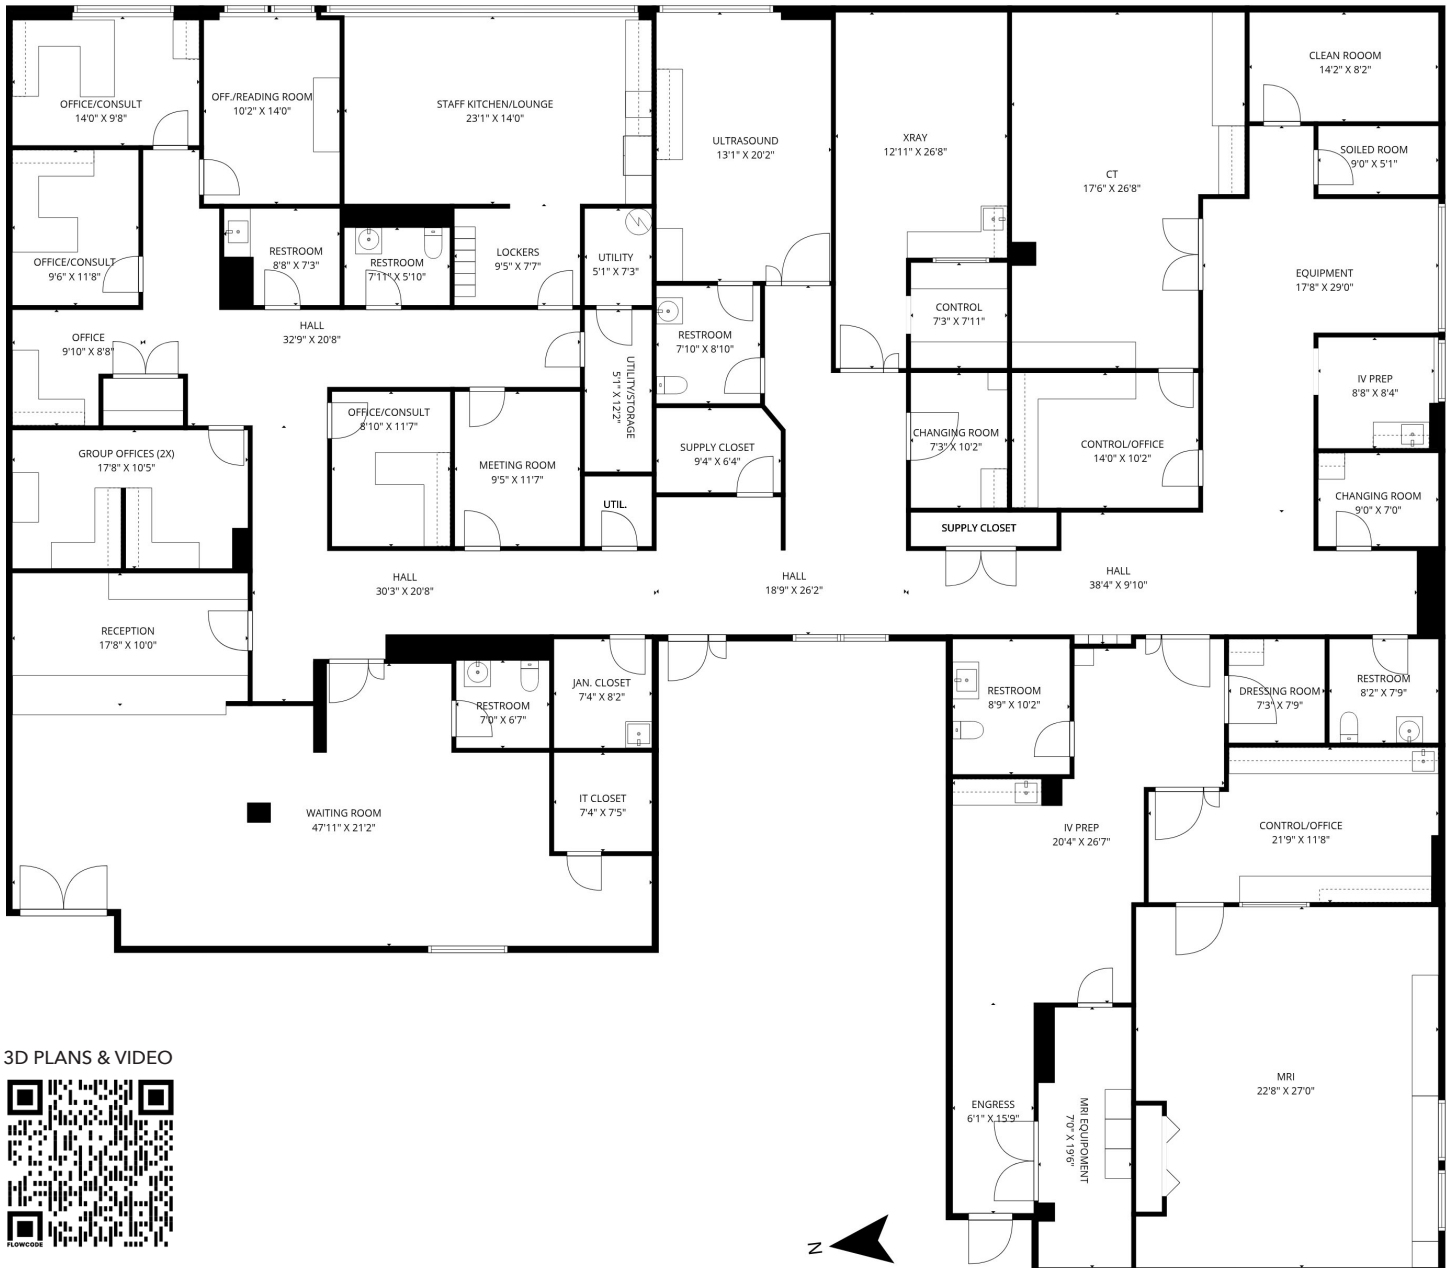 OFFICE/CONSULT
14'0" X 9'8"
OFF./READING ROOM
10'2" X 14'0"
STAFF KITCHEN/LOUNGE
23'1" X 14'0"
ULTRASOUND
13'1" X 20'2"
XRAY
12'11" X 26'8"
CT
17'6" X 26'8"
CLEAN ROOOM
14'2" X 8'2"
SOILED ROOM
9'0" X 5'1"
OFFICE/CONSULT
9'6" X 11'8"
RESTROOM
8'8" X 7'3"
RESTROOM
7'11" X 5'10"
LOCKERS
9'5" X 7'7"
UTILITY
5'1" X 7'3"
EQUIPMENT
17'8" X 29'0"
CONTROL
7'3" X 7'11"
OFFICE
9'10" X 8'8"
HALL
32'9" X 20'8"
RESTROOM
7'10" X 8'10"
UTILITY/STORAGE
5'1" X 12'2"
IV PREP
8'8" X 8'4"
OFFICE/CONSULT
8'10" X 11'7"
GROUP OFFICES (2X)
17'8" X 10'5"
MEETING ROOM
9'5" X 11'7"
SUPPLY CLOSET
9'4" X 6'4"
CHANGING ROOM
7'3" X 10'2"
CONTROL/OFFICE
14'0" X 10'2"
UTIL.
CHANGING ROOM
9'0" X 7'0"
SUPPLY CLOSET
HALL
30'3" X 20'8"
HALL
18'9" X 26'2"
HALL
38'4" X 9'10"
RECEPTION
17'8" X 10'0"
JAN. CLOSET
7'4" X 8'2"
RESTROOM
7'0" X 6'7"
RESTROOM
8'9" X 10'2"
DRESSING ROOM
7'3" X 7'9"
RESTROOM
8'2" X 7'9"
IT CLOSET
7'4" X 7'5"
WAITING ROOM
47'11" X 21'2"
IV PREP
20'4" X 26'7"
CONTROL/OFFICE
21'9" X 11'8"
3D PLANS & VIDEO
FLOWCODE
ENGRESS
6'1" X 15'9"
MRI EQUIPOMENT
7'0" X 19'6"
MRI
22'8" X 27'0"
N